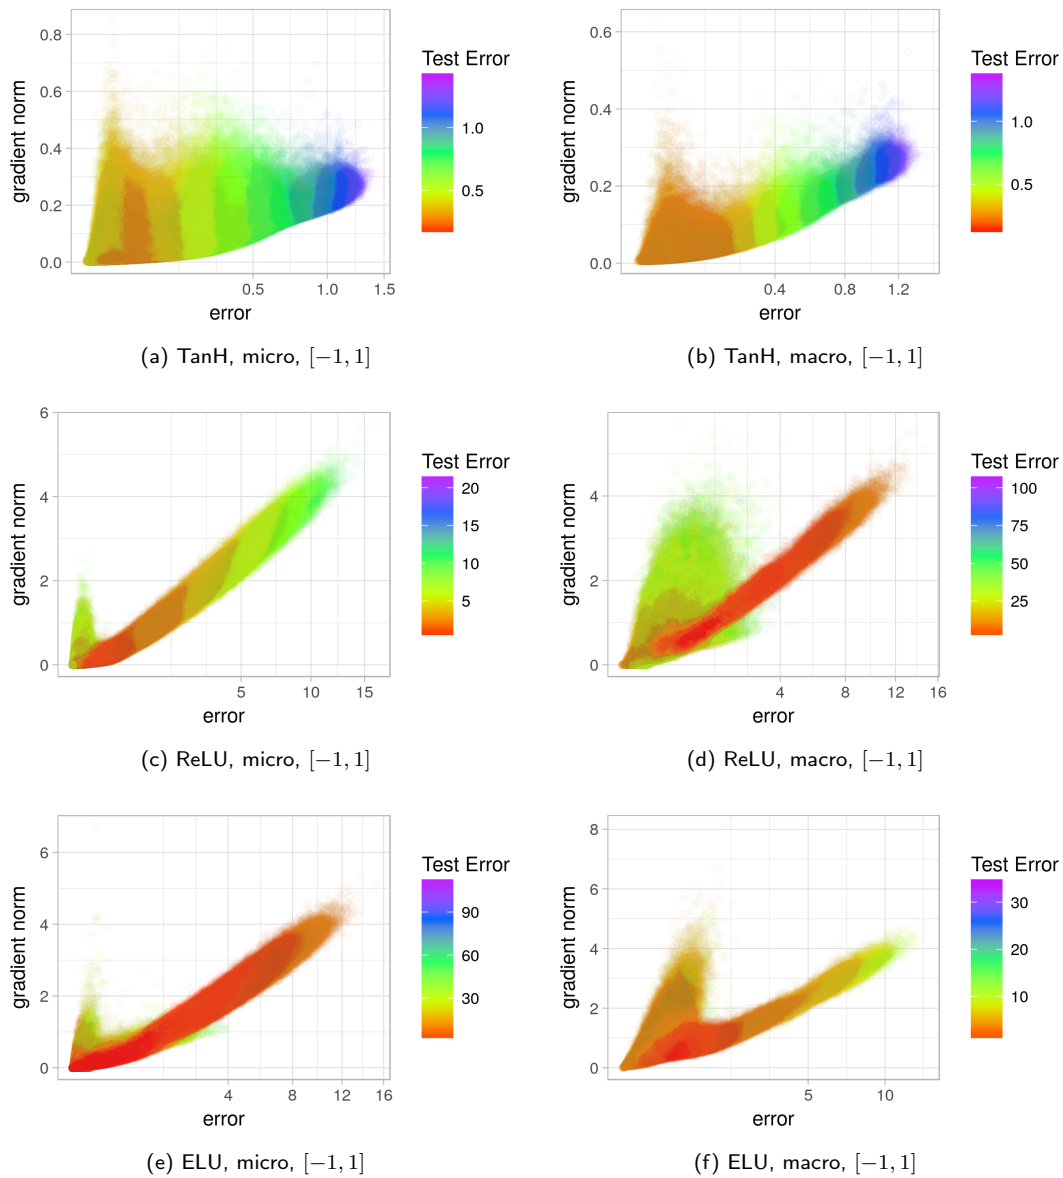 0.8
0.6
0.4
0.2
0.0
gradient norm
0.5 1.0 1.5
error
Test Error
1.0
0.5
(a) TanH, micro, [−1, 1]
0.6
0.4
0.2
0.0
gradient norm
0.4 0.8 1.2
error
Test Error
1.0
0.5
(b) TanH, macro, [−1, 1]
6
4
2
0
gradient norm
5 10 15
error
Test Error
20
15
10
5
(c) ReLU, micro, [−1, 1]
4
2
0
gradient norm
4 8 12 16
error
Test Error
100
75
50
25
(d) ReLU, macro, [−1, 1]
6
4
2
0
gradient norm
4 8 12 16
error
Test Error
90
60
30
(e) ELU, micro, [−1, 1]
8
6
4
2
0
gradient norm
5 10
error
Test Error
30
20
10
(f) ELU, macro, [−1, 1]